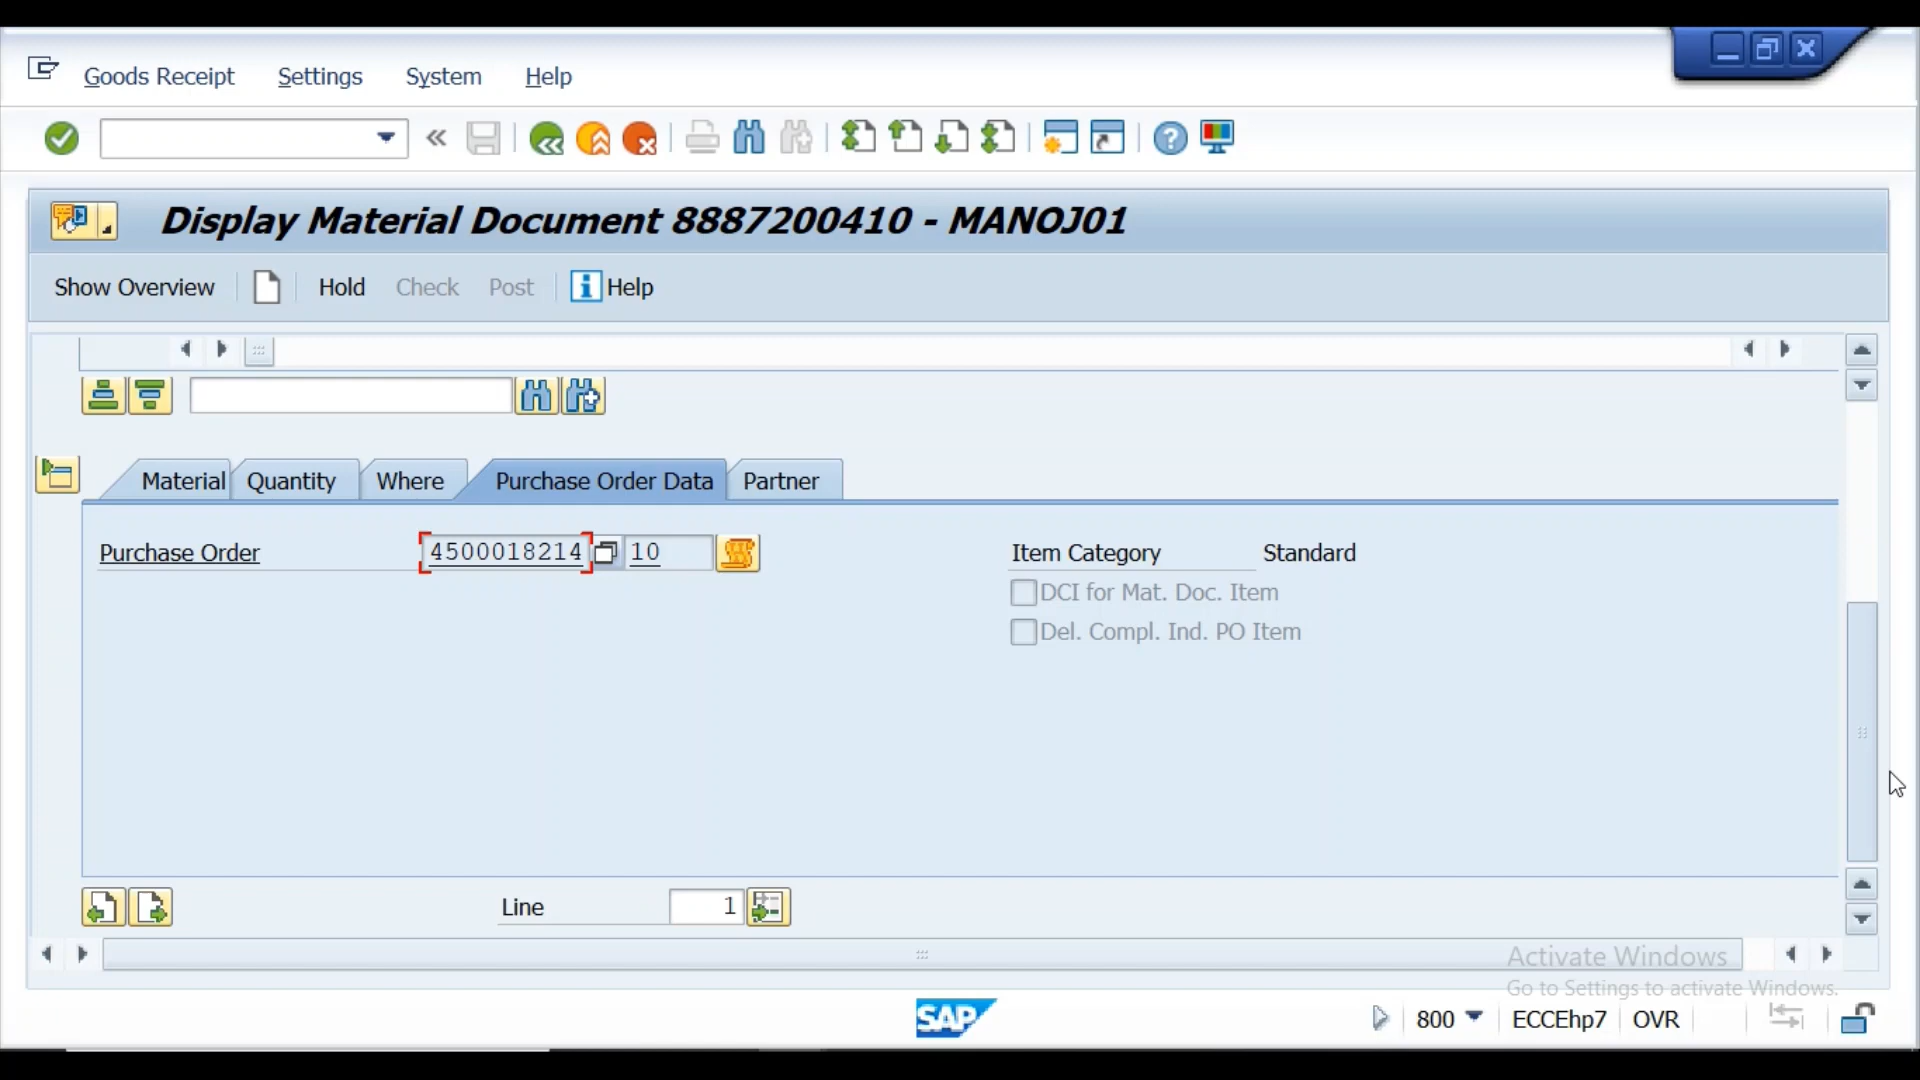 Goods Receipt Settings System Help
Display Material Document 8887200410 - MANOJ01
Show Overview Hold Check Post Help
Material Quantity Where Purchase Order Data Partner
Purchase Order 4500018214 10 Item Category Standard
DCI for Mat. Doc. Item
Del. Compl. Ind. PO Item
Line 1
Activate Windows
Go to Settings to activate Windows.
SAP 800 ECCEhp7 OVR